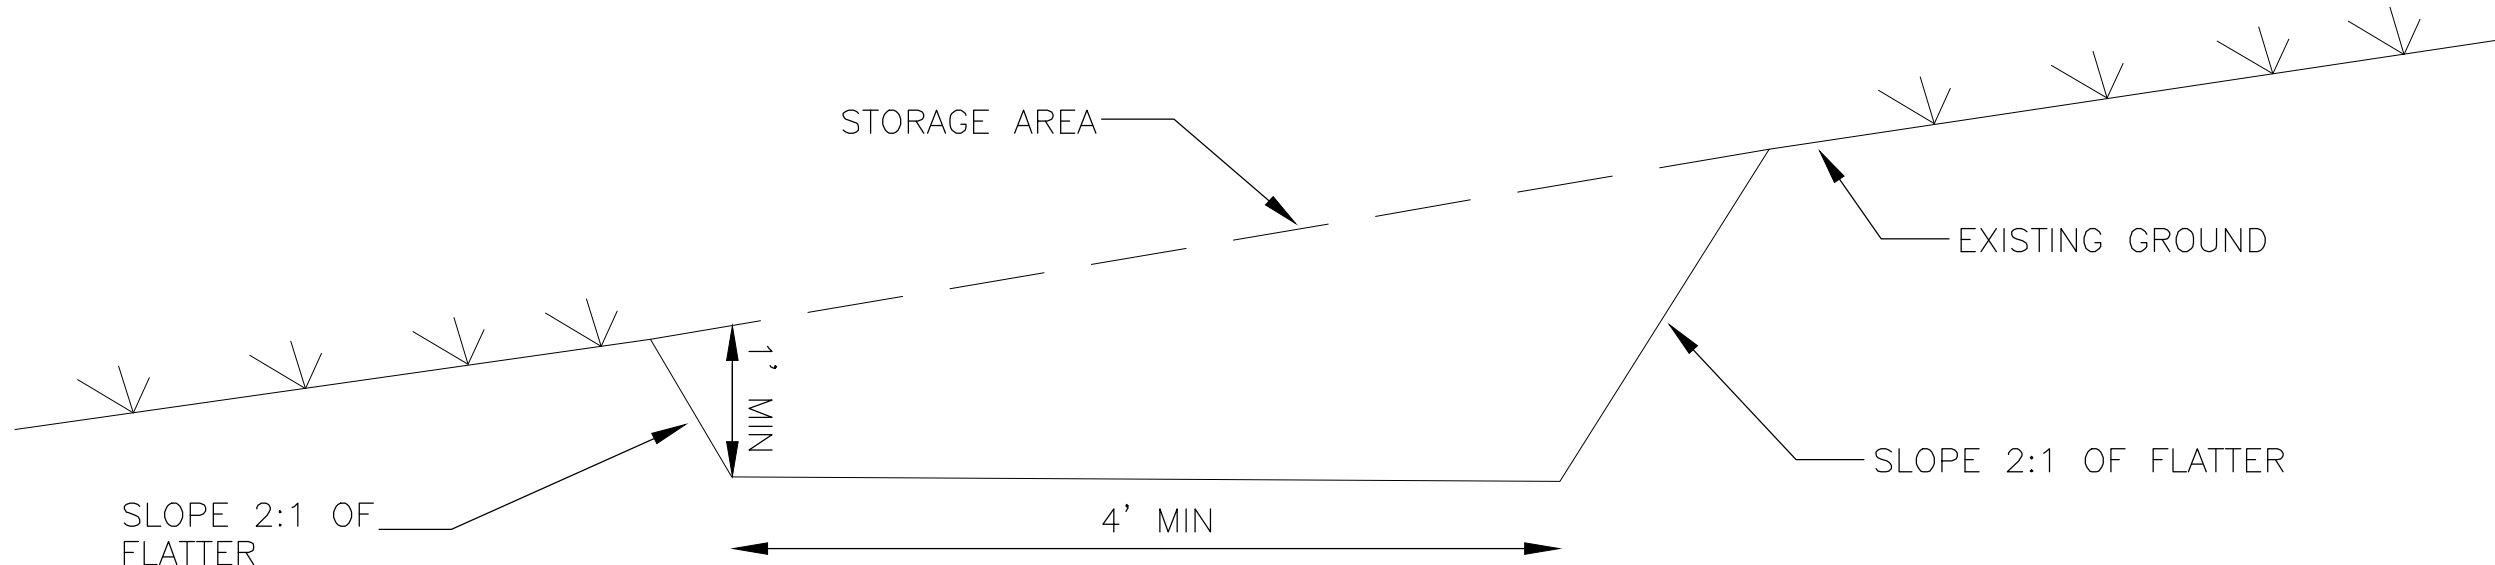 STORAGE AREA
EXISTING GROUND
1' MIN
SLOPE 2:1 OF FLATTER
SLOPE 2:1 OF
FLATTER
4' MIN